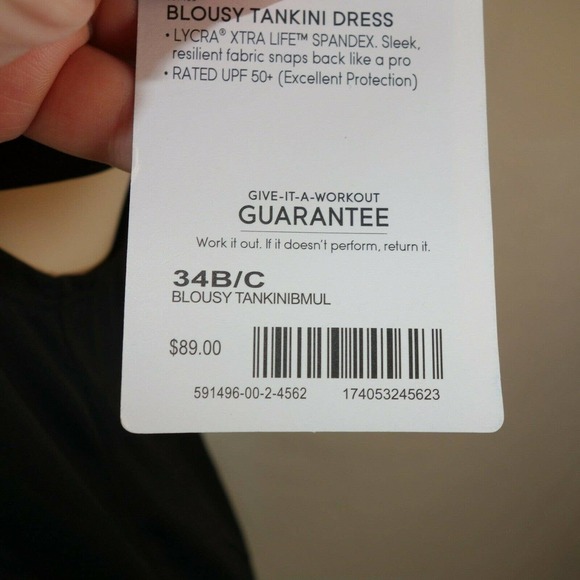 BLOUSY TANKINI DRESS
• LYCRA® XTRA LIFE™ SPANDEX. Sleek,
resilient fabric snaps back like a pro
• RATED UPF 50+ (Excellent Protection)
GIVE-IT-A-WORKOUT
GUARANTEE
Work it out. If it doesn't perform, return it.
34B/C
BLOUSY TANKINIBMUL
$89.00
591496-00-2-4562 174053245623